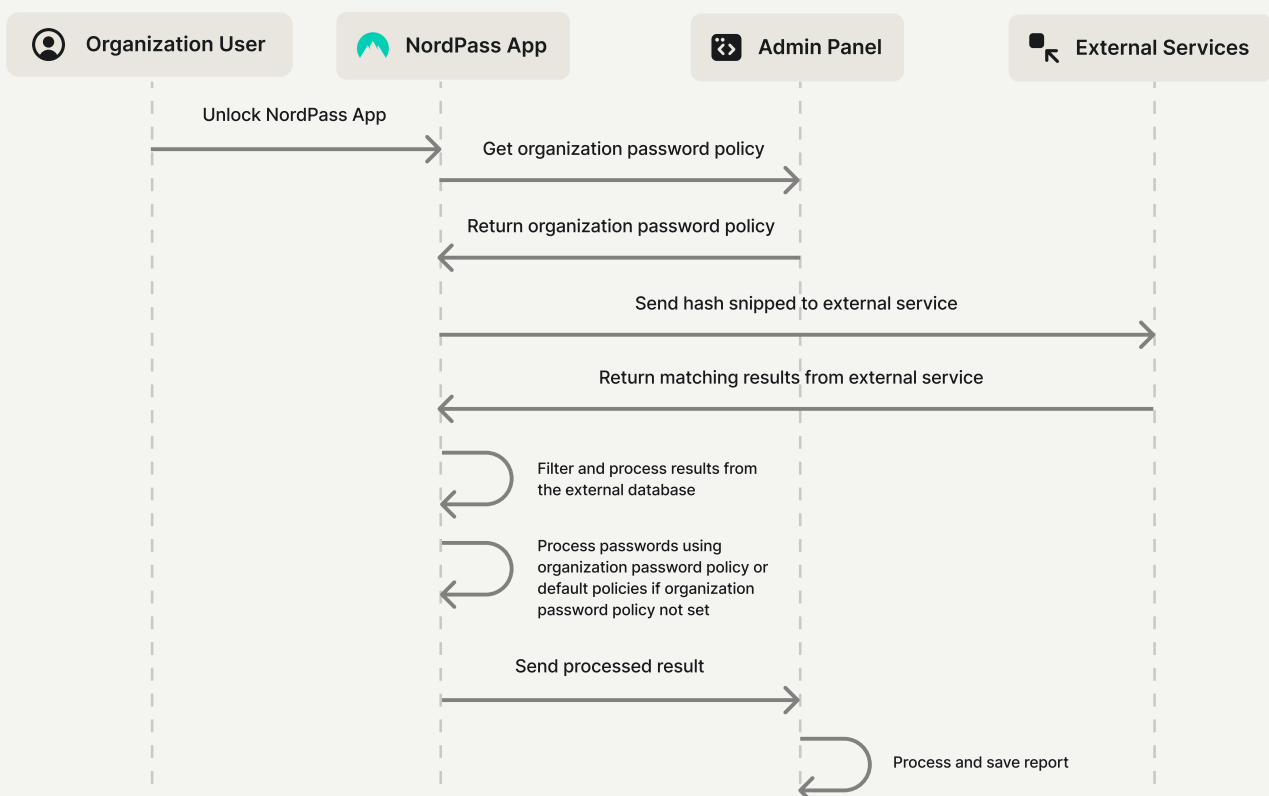 Organization User
NordPass App
Admin Panel
External Services
Unlock NordPass App
Get organization password policy
Return organization password policy
Send hash snipped to external service
Return matching results from external service
Filter and process results from
the external database
Process passwords using
organization password policy or
default policies if organization
password policy not set
Send processed result
Process and save report